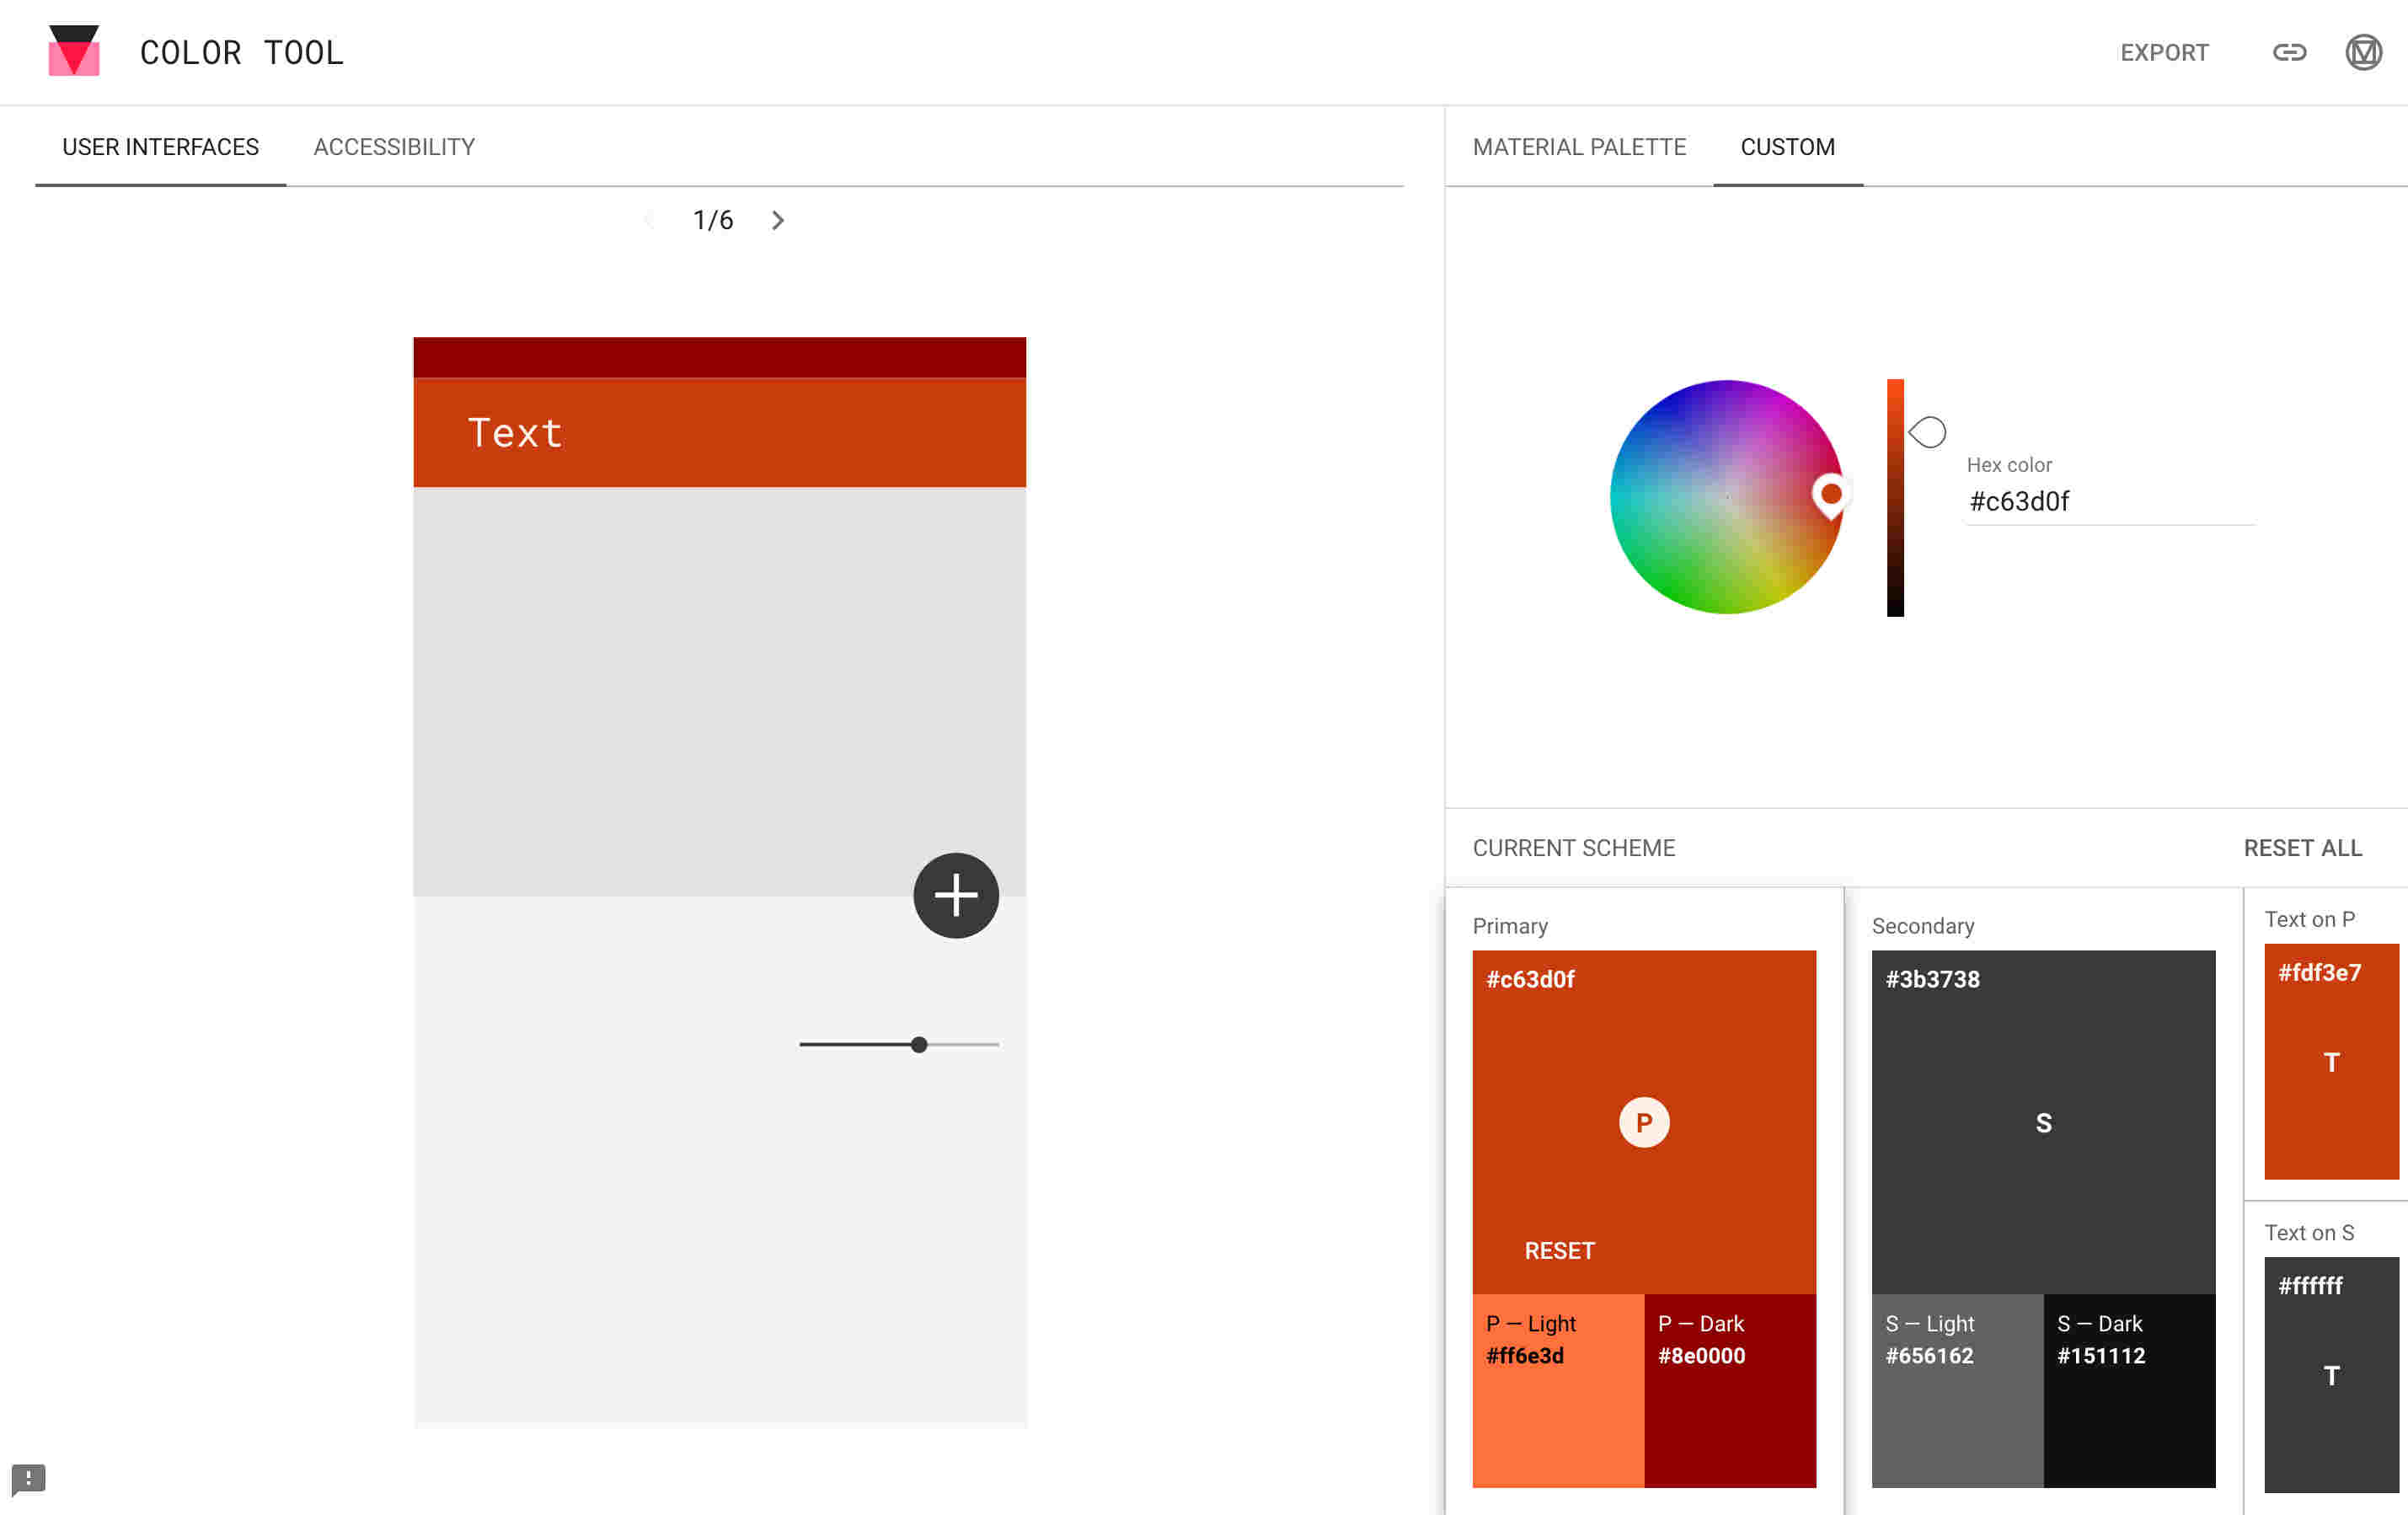 COLOR TOOL
EXPORT
USER INTERFACES
ACCESSIBILITY
1/6
Text
MATERIAL PALETTE
CUSTOM
Hex color
#c63d0f
CURRENT SCHEME
RESET ALL
Primary
#c63d0f
P
RESET
P — Light
#ff6e3d
P — Dark
#8e0000
Secondary
#3b3738
S
S — Light
#656162
S — Dark
#151112
Text on P
#fdf3e7
T
Text on S
#ffffff
T